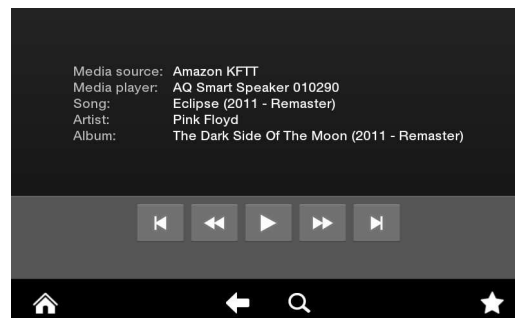 Media source: Amazon KFTT
Media player: AQ Smart Speaker 010290
Song: Eclipse (2011 - Remaster)
Artist: Pink Floyd
Album: The Dark Side Of The Moon (2011 - Remaster)